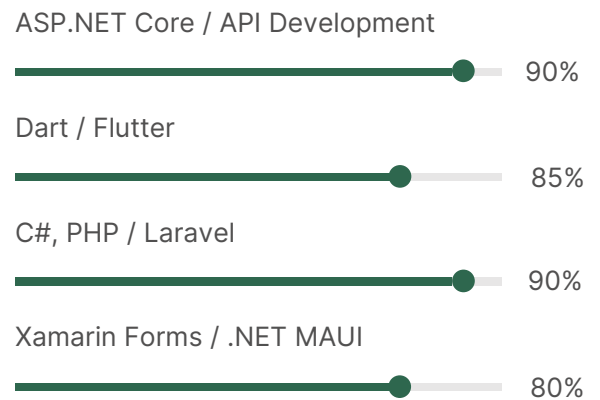 ASP.NET Core / API Development
90%
Dart / Flutter
85%
C#, PHP / Laravel
90%
Xamarin Forms / .NET MAUI
80%